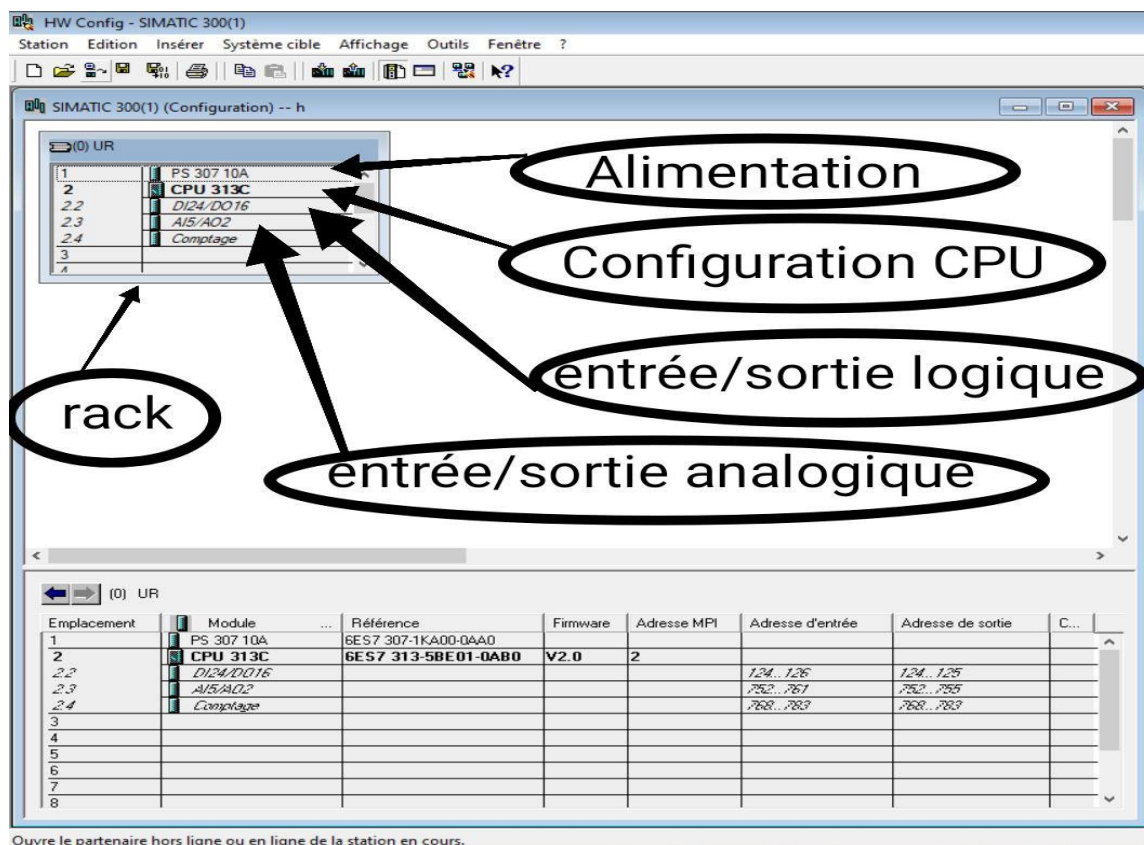 HW Config - SIMATIC 300(1)
Station Edition Insérer Système cible Affichage Outils Fenêtre ?
SIMATIC 300(1) (Configuration) -- h
(0) UR
1 PS 307 10A
2 CPU 313C
2.2 DI24/DO16
2.3 AI5/AO2
2.4 Comptage
3
4
Alimentation
Configuration CPU
entrée/sortie logique
rack
entrée/sortie analogique
(0) UR
Emplacement Module ... Référence Firmware Adresse MPI Adresse d'entrée Adresse de sortie C...
1 PS 307 10A 6ES7 307-1KA00-0AA0
2 CPU 313C 6ES7 313-5BE01-0AB0 V2.0 2
2.2 DI24/DO16 124...126 124...125
2.3 AI5/AO2 752...761 752...755
2.4 Comptage 768...783 768...783
3
4
5
6
7
8
Ouvre le partenaire hors ligne ou en ligne de la station en cours.